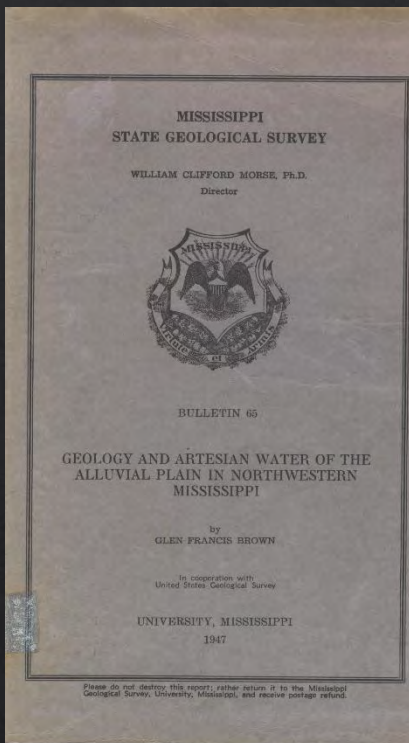 MISSISSIPPI
STATE GEOLOGICAL SURVEY
WILLIAM CLIFFORD MORSE, Ph.D.
Director
MISSISSIPPI
Virtute et Armis
BULLETIN 65
GEOLOGY AND ARTESIAN WATER OF THE
ALLUVIAL PLAIN IN NORTHWESTERN
MISSISSIPPI
by
GLEN FRANCIS BROWN
In cooperation with
United States Geological Survey
UNIVERSITY, MISSISSIPPI
1947
Please do not destroy this report; rather return it to the Mississippi
Geological Survey, University, Mississippi, and receive postage refund.